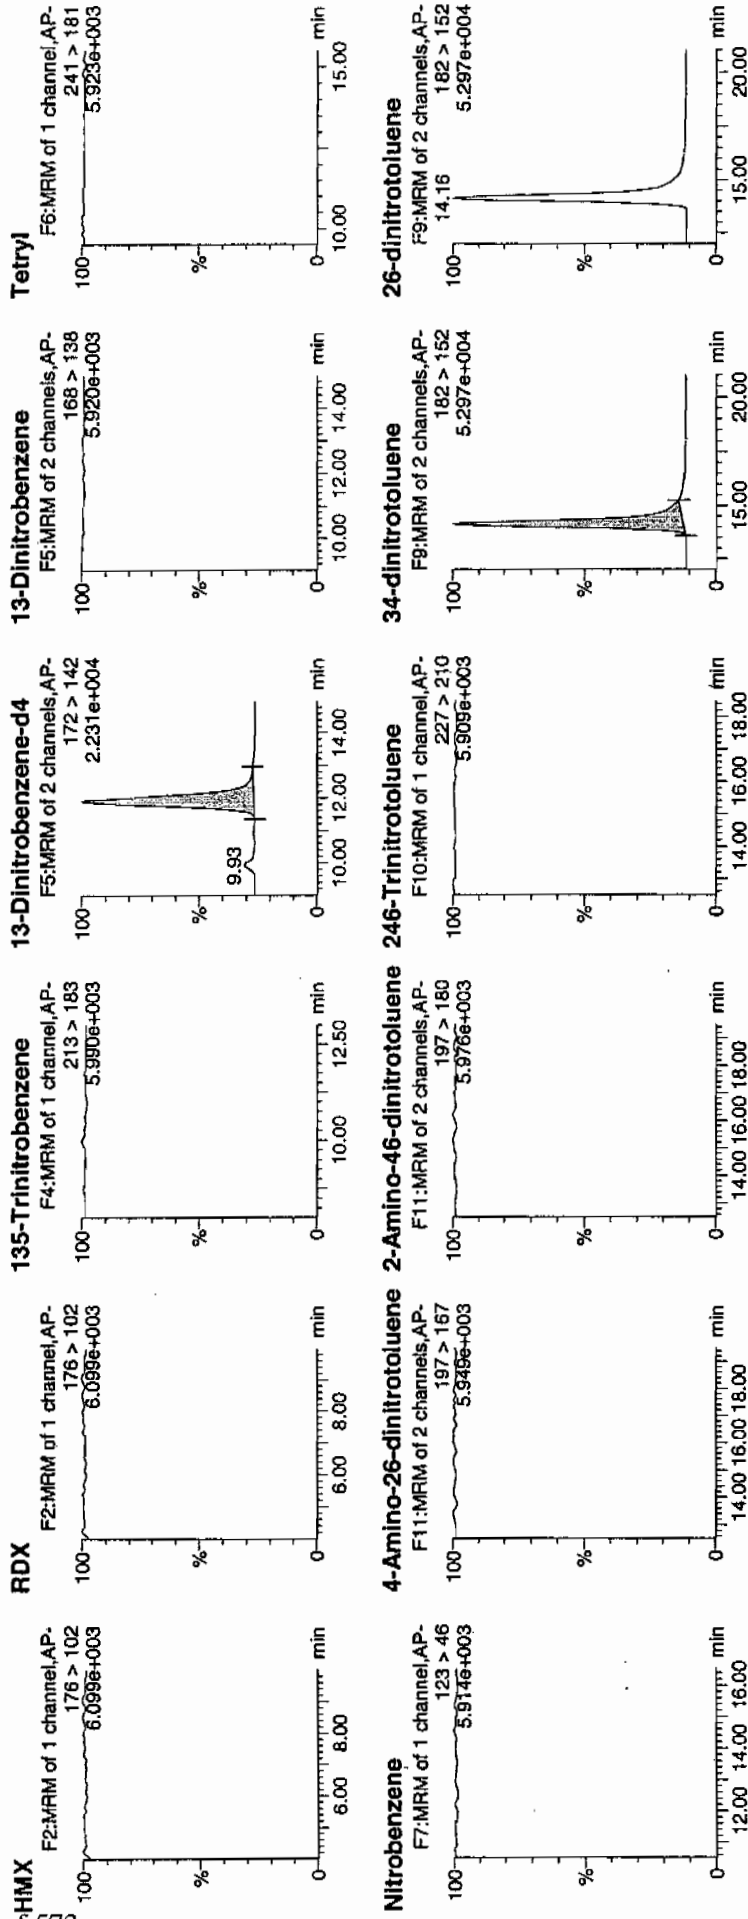 HMX
F2:MRM of 1 channel,AP-
176 > 102
6.099e+003
100
%
0
6.00 8.00 min
RDX
F2:MRM of 1 channel,AP-
176 > 102
6.099e+003
100
%
0
6.00 8.00 min
135-Trinitrobenzene
F4:MRM of 1 channel,AP-
213 > 183
5.990e+003
100
%
0
10.00 12.50 min
13-Dinitrobenzene-d4
F5:MRM of 2 channels,AP-
172 > 142
2.231e+004
100
%
9.93
0
10.00 12.00 14.00 min
13-Dinitrobenzene
F5:MRM of 2 channels,AP-
168 > 138
5.920e+003
100
%
0
10.00 12.00 14.00 min
Tetryl
F6:MRM of 1 channel,AP-
241 > 181
5.923e+003
100
%
0
10.00 15.00 min
Nitrobenzene
F7:MRM of 1 channel,AP-
123 > 46
5.914e+003
100
%
0
12.00 14.00 16.00 min
4-Amino-26-dinitrotoluene
F11:MRM of 2 channels,AP-
197 > 167
5.949e+003
100
%
0
14.00 16.00 18.00 min
2-Amino-46-dinitrotoluene
F11:MRM of 2 channels,AP-
197 > 180
5.976e+003
100
%
0
14.00 16.00 18.00 min
246-Trinitrotoluene
F10:MRM of 1 channel,AP-
227 > 210
5.909e+003
100
%
0
14.00 16.00 18.00 min
34-dinitrotoluene
F9:MRM of 2 channels,AP-
182 > 152
5.297e+004
100
%
0
15.00 20.00 min
26-dinitrotoluene
F9:MRM of 2 channels,AP-
14.16 182 > 152
5.297e+004
100
%
0
15.00 20.00 min